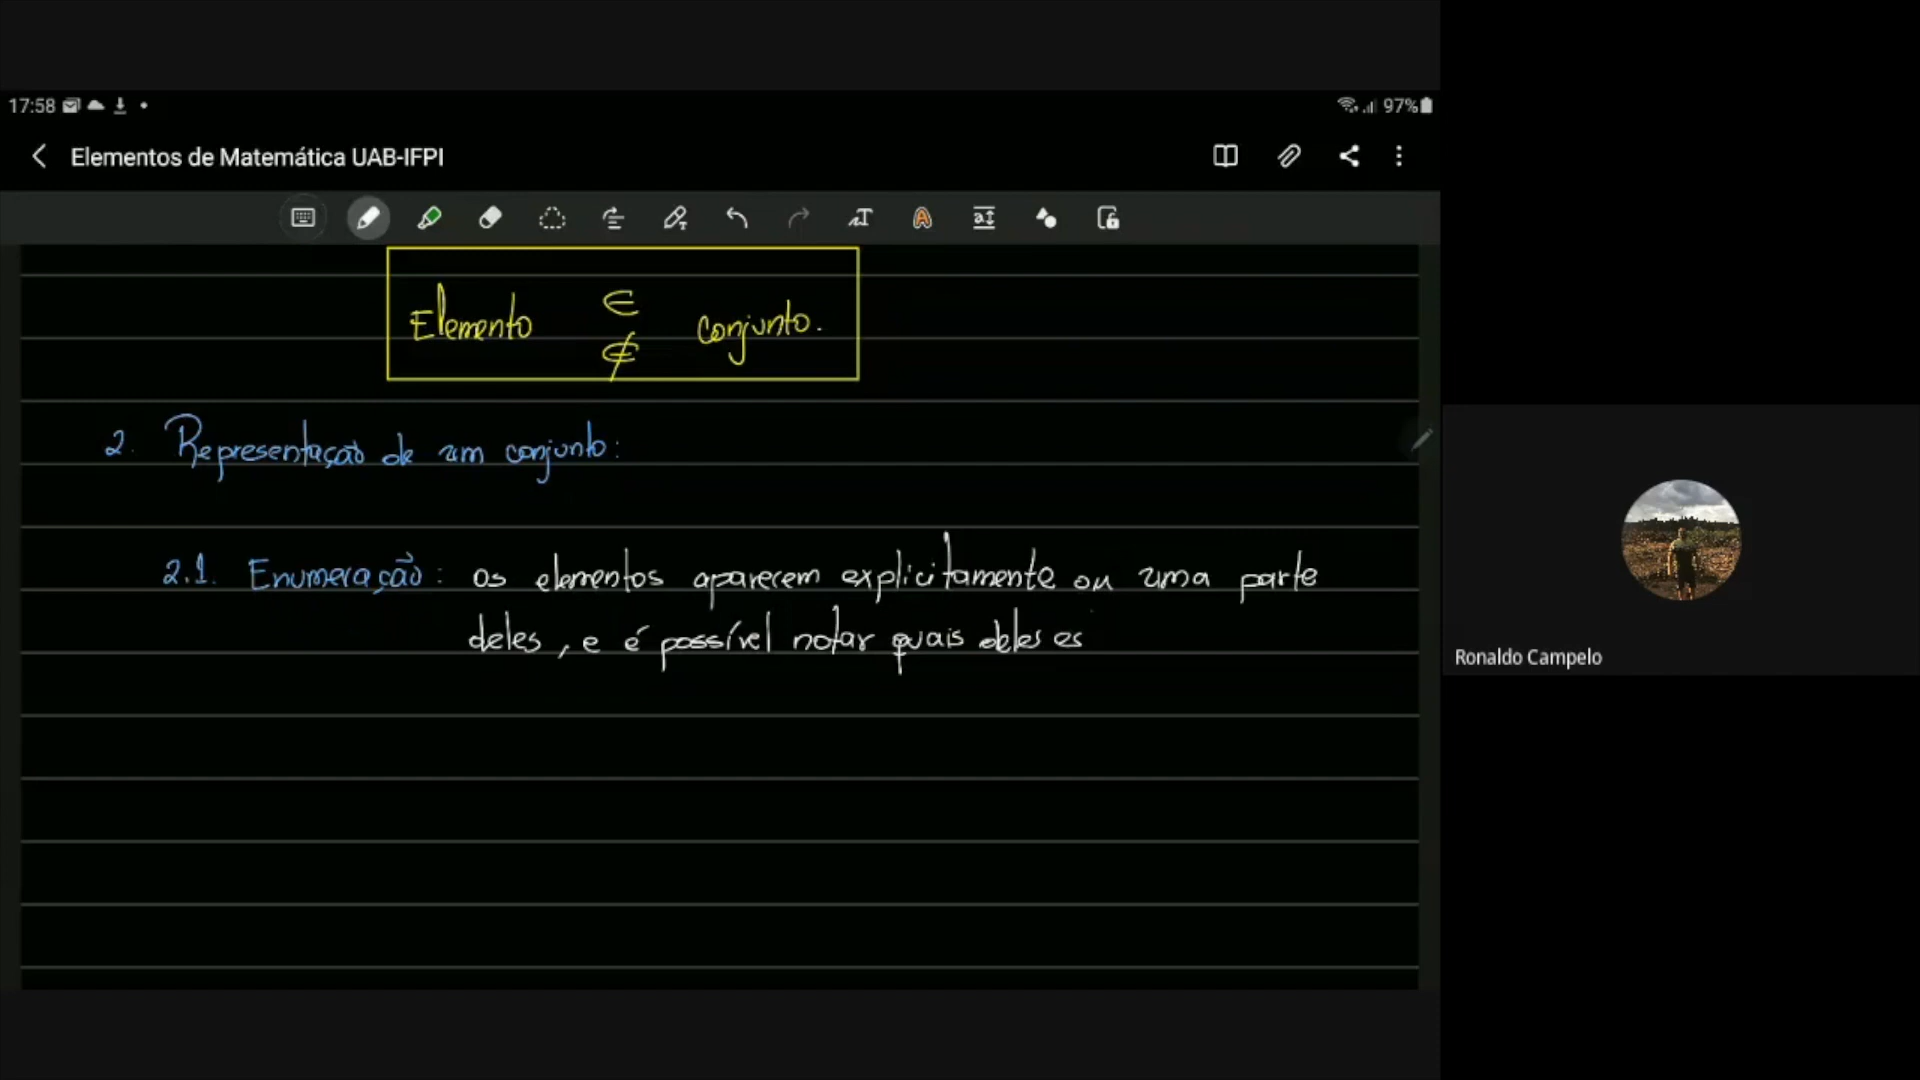 17:58
97%
Elementos de Matemática UAB-IFPI
Elemento ∈ conjunto.
∉
2. Representação de um conjunto:
2.1. Enumeração: os elementos aparecem explicitamente ou uma parte
deles, e é possível notar quais deles es
Ronaldo Campelo